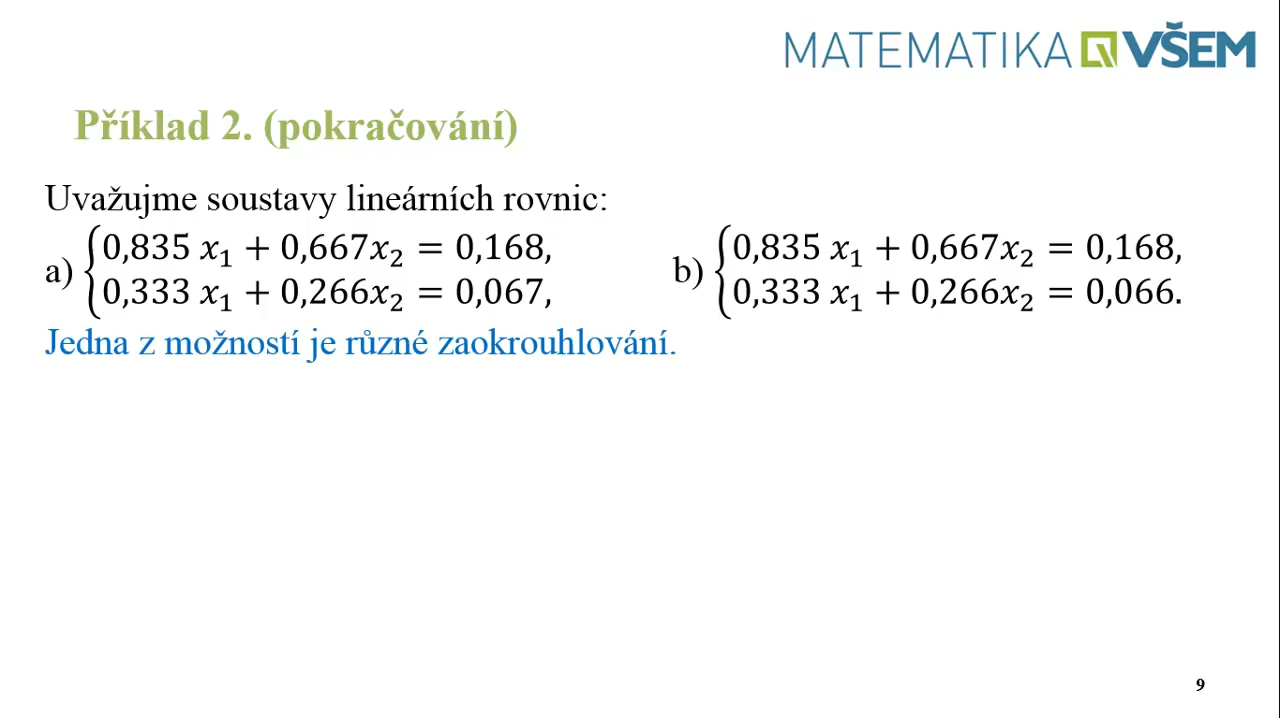 MATEMATIKA VŠEM
Příklad 2. (pokračování)
Uvažujme soustavy lineárních rovnic:
a) {0,835 x₁ + 0,667x₂ = 0,168,
0,333 x₁ + 0,266x₂ = 0,067,
b) {0,835 x₁ + 0,667x₂ = 0,168,
0,333 x₁ + 0,266x₂ = 0,066.
Jedna z možností je různé zaokrouhlování.
9